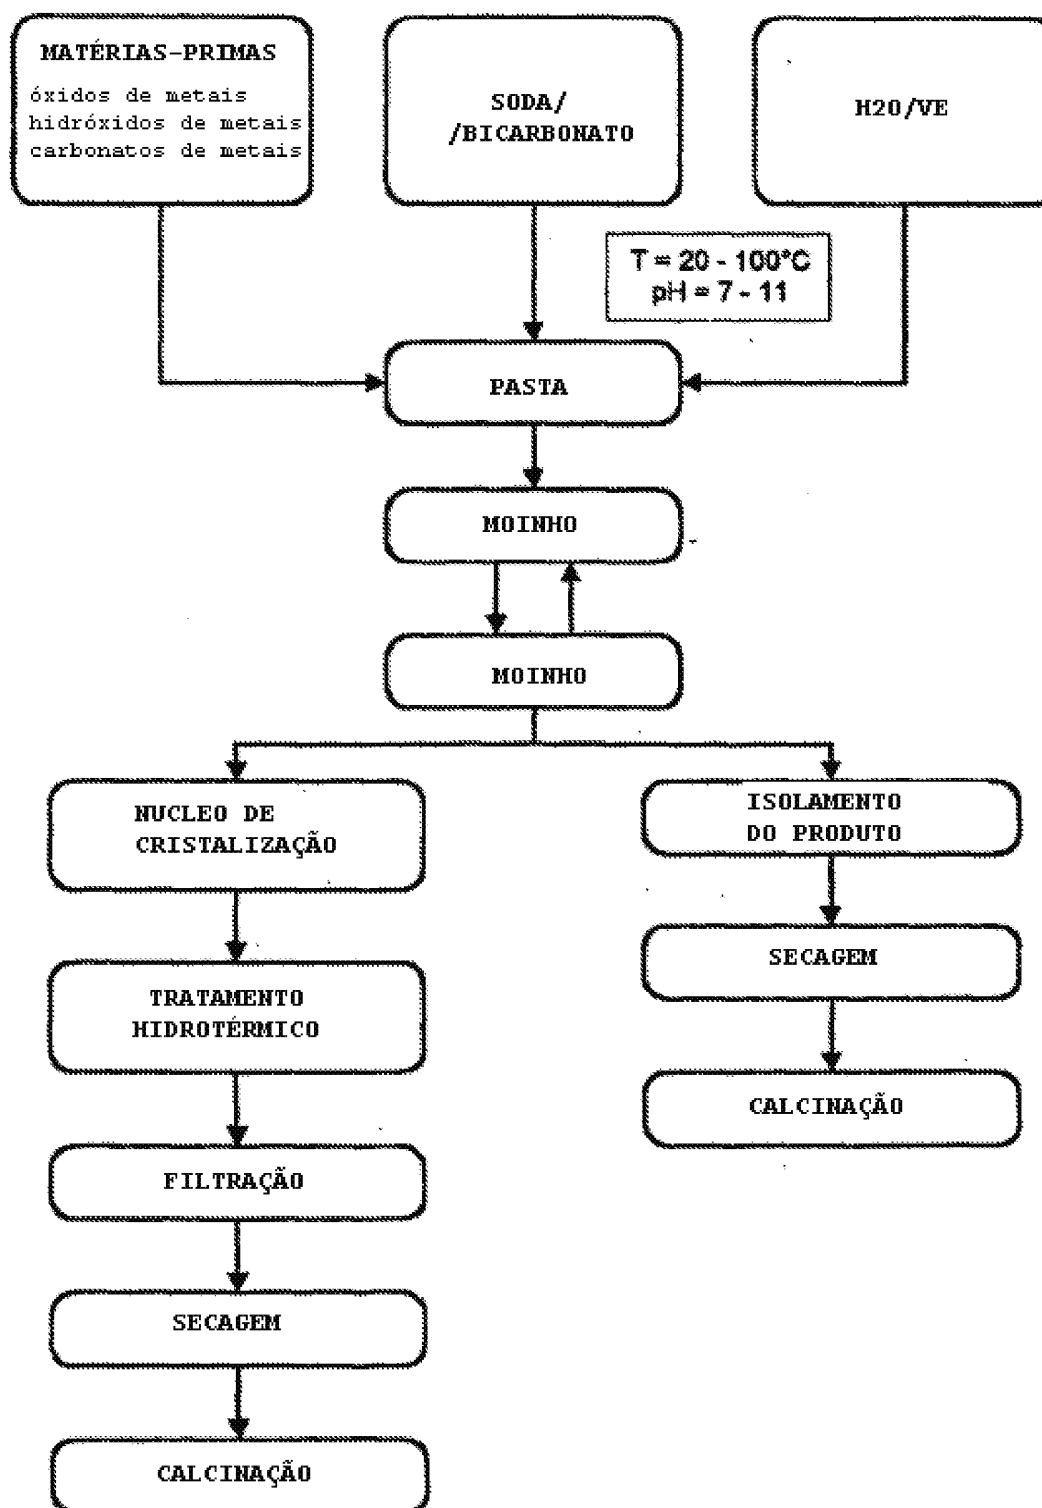 MATÉRIAS-PRIMAS
óxidos de metais
hidróxidos de metais
carbonatos de metais
SODA/
/BICARBONATO
H2O/VE
T = 20 - 100°C
pH = 7 - 11
PASTA
MOINHO
MOINHO
NUCLEO DE
CRISTALIZAÇÃO
ISOLAMENTO
DO PRODUTO
TRATAMENTO
HIDROTÉRMICO
SECAGEM
CALCINAÇÃO
FILTRAÇÃO
SECAGEM
CALCINAÇÃO